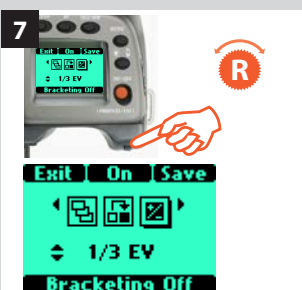 7
Exit On Save
1/3 EV
Bracketing Off
R
Exit On Save
1/3 EV
Bracketing Off